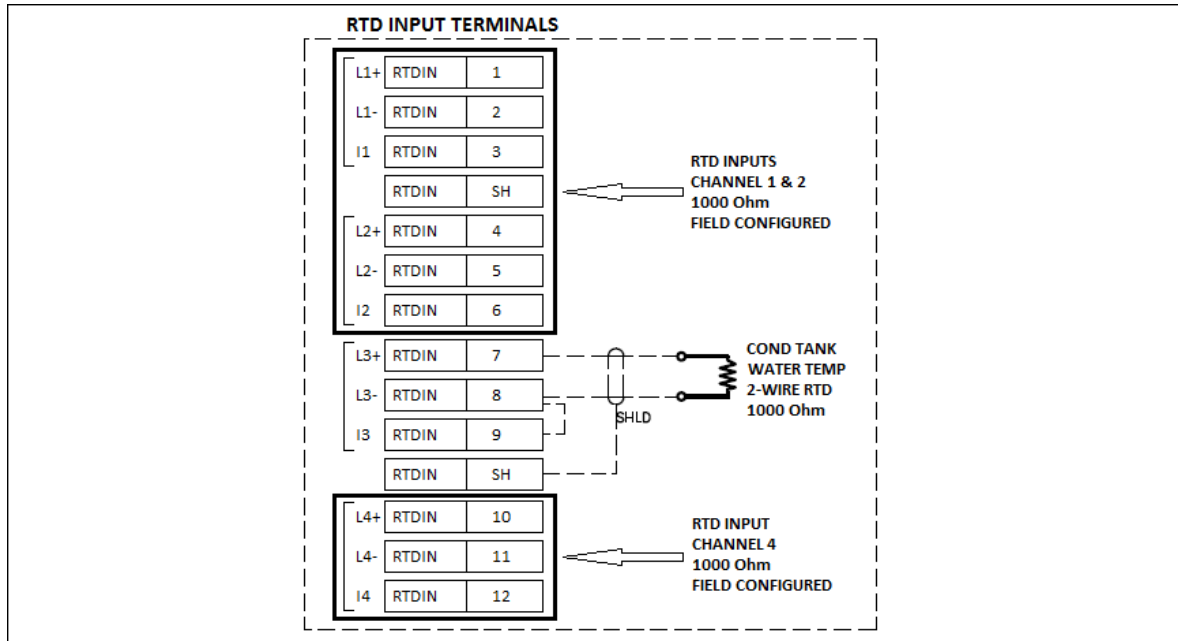 RTD INPUT TERMINALS
L1+ RTDIN 1
L1- RTDIN 2
I1 RTDIN 3
RTDIN SH
L2+ RTDIN 4
L2- RTDIN 5
I2 RTDIN 6
RTD INPUTS
CHANNEL 1 & 2
1000 Ohm
FIELD CONFIGURED
L3+ RTDIN 7
L3- RTDIN 8
I3 RTDIN 9
RTDIN SH
SHLD
COND TANK
WATER TEMP
2-WIRE RTD
1000 Ohm
L4+ RTDIN 10
L4- RTDIN 11
I4 RTDIN 12
RTD INPUT
CHANNEL 4
1000 Ohm
FIELD CONFIGURED